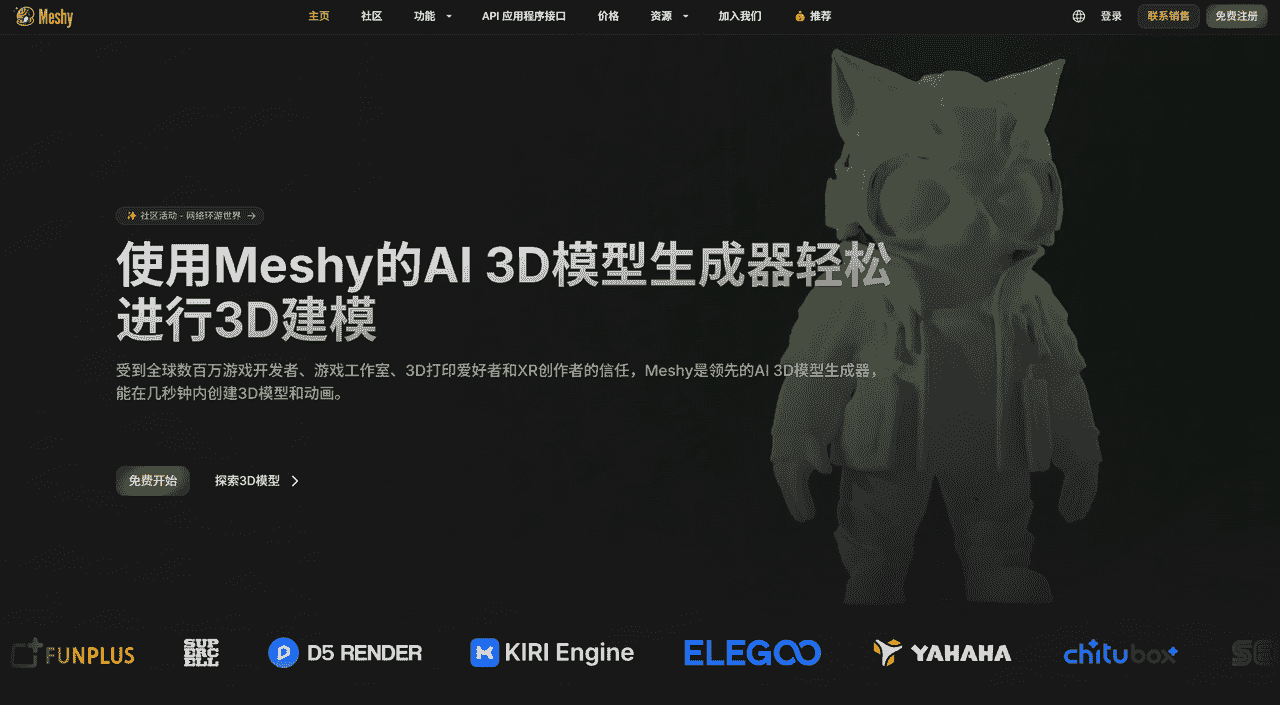 Meshy
主页
社区
功能
API 应用程序接口
价格
资源
加入我们
推荐
登录
联系销售
免费注册
社区活动 - 网络环游世界 →
使用Meshy的AI 3D模型生成器轻松
进行3D建模
受到全球数百万游戏开发者、游戏工作室、3D打印爱好者和XR创作者的信任，Meshy是领先的AI 3D模型生成器，
能在几秒钟内创建3D模型和动画。
免费开始
探索3D模型
FUNPLUS
SUP
ERC
ELL
D5 RENDER
KIRI Engine
ELEGOO
YAHAHA
chitubox
SE